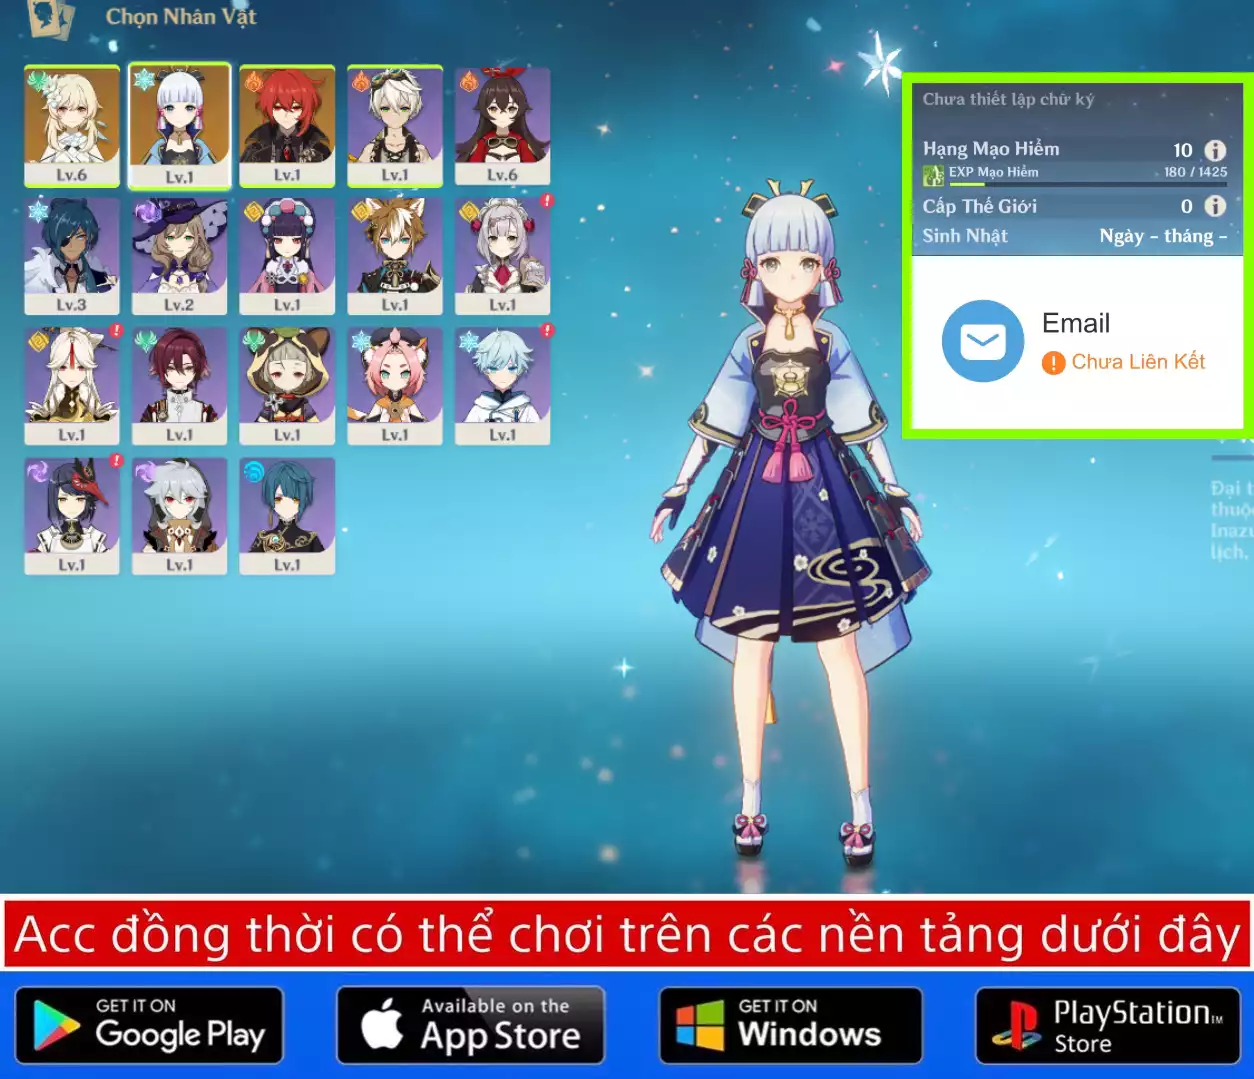 Chọn Nhân Vật
Lv.6
Lv.1
Lv.1
Lv.1
Lv.6
Lv.3
Lv.2
Lv.1
Lv.1
Lv.1
Lv.1
Lv.1
Lv.1
Lv.1
Lv.1
Lv.1
Lv.1
Lv.1
Chưa thiết lập chữ ký
Hạng Mạo Hiểm 10
EXP Mạo Hiểm 180 / 1425
Cấp Thế Giới 0
Sinh Nhật Ngày - tháng -
Email
Chưa Liên Kết
Đại
lịch.
Acc đồng thời có thể chơi trên các nền tảng dưới đây
GET IT ON
Google Play
Available on the
App Store
GET IT ON
Windows
PlayStation™
Store